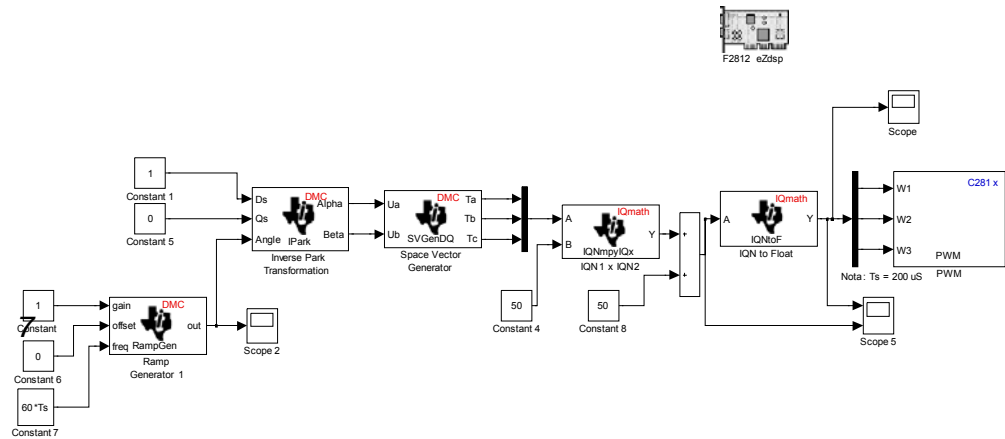 F2812 eZdsp
Scope
1
Constant 1
0
Constant 5
DMC
Ds
Qs
Angle
Alpha
Beta
IPark
Inverse Park
Transformation
DMC
Ua
Ub
Ta
Tb
Tc
SVGenDQ
Space Vector
Generator
IQmath
A
B
Y
IQNmpyIQx
IQN1 x IQN2
50
Constant 4
50
Constant 8
+
+
IQmath
A
Y
IQNtoF
IQN to Float
C281 x
W1
W2
W3
PWM
PWM
Nota: Ts = 200 uS
Scope 5
1
Constant
7
0
Constant 6
60 *Ts
Constant 7
DMC
gain
offset
freq
out
RampGen
Ramp
Generator 1
Scope 2